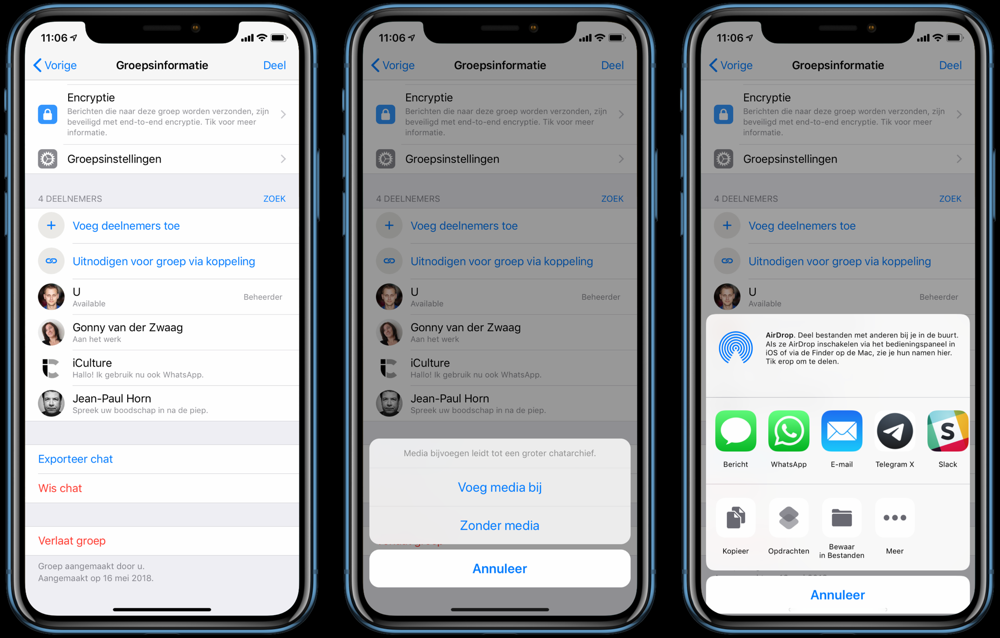 11:06
Vorige
Groepsinformatie
Deel
Encryptie
Berichten die naar deze groep worden verzonden, zijn
beveiligd met end-to-end encryptie. Tik voor meer
informatie.
Groepsinstellingen
4 DEELNEMERS
ZOEK
Voeg deelnemers toe
Uitnodigen voor groep via koppeling
U
Available
Beheerder
Gonny van der Zwaag
Aan het werk
iCulture
Hallo! Ik gebruik nu ook WhatsApp.
Jean-Paul Horn
Spreek uw boodschap in na de piep.
Exporteer chat
Wis chat
Verlaat groep
Groep aangemaakt door u.
Aangemaakt op 16 mei 2018.
11:06
Vorige
Groepsinformatie
Deel
Encryptie
Berichten die naar deze groep worden verzonden, zijn
beveiligd met end-to-end encryptie. Tik voor meer
informatie.
Groepsinstellingen
4 DEELNEMERS
ZOEK
Voeg deelnemers toe
Uitnodigen voor groep via koppeling
U
Available
Beheerder
Gonny van der Zwaag
Aan het werk
iCulture
Hallo! Ik gebruik nu ook WhatsApp.
Jean-Paul Horn
Spreek uw boodschap in na de piep.
Media bijvoegen leidt tot een groter chatarchief.
Voeg media bij
Zonder media
Annuleer
11:06
Vorige
Groepsinformatie
Deel
Encryptie
Berichten die naar deze groep worden verzonden, zijn
beveiligd met end-to-end encryptie. Tik voor meer
informatie.
Groepsinstellingen
4 DEELNEMERS
ZOEK
Voeg deelnemers toe
Uitnodigen voor groep via koppeling
U
Available
Beheerder
AirDrop. Deel bestanden met anderen bij je in de buurt.
Als ze AirDrop inschakelen via het bedieningspaneel in
iOS of via de Finder op de Mac, zie je hun namen hier.
Tik erop om te delen.
Bericht
WhatsApp
E-mail
Telegram X
Slack
Kopieer
Opdrachten
Bewaar
in Bestanden
Meer
Annuleer